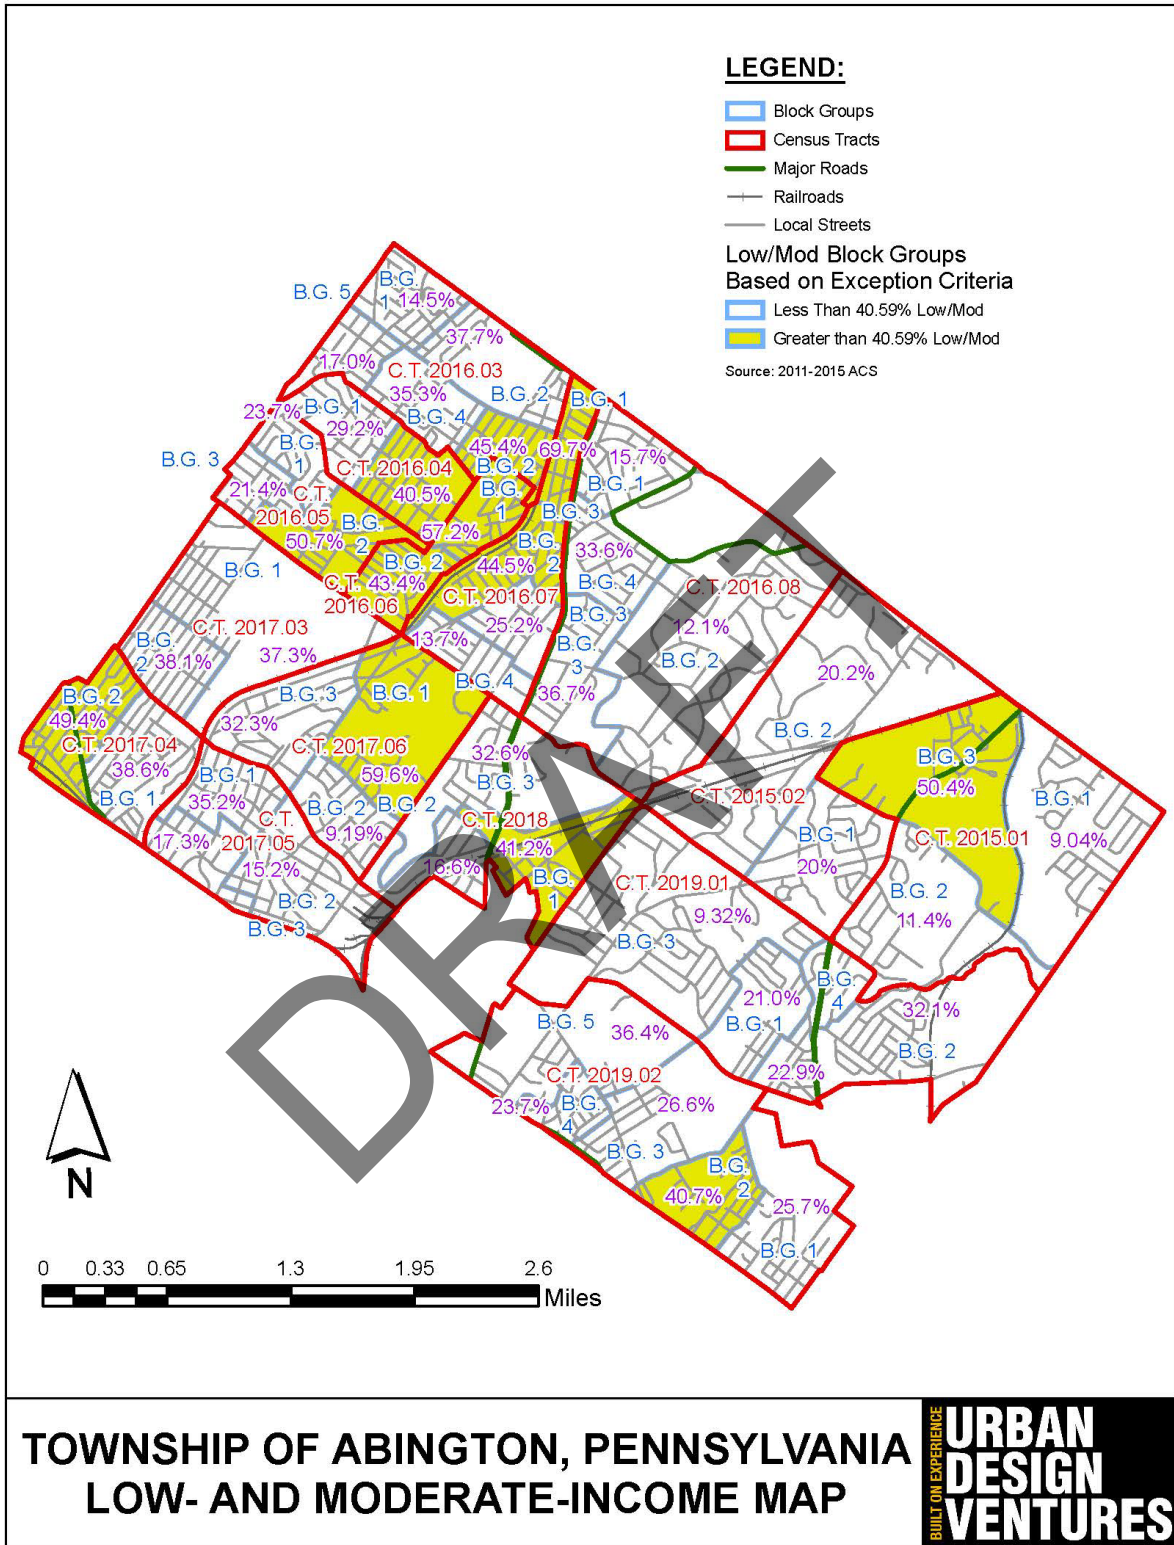 LEGEND:
Block Groups
Census Tracts
Major Roads
Railroads
Local Streets
Low/Mod Block Groups
Based on Exception Criteria
Less Than 40.59% Low/Mod
Greater than 40.59% Low/Mod
Source: 2011-2015 ACS
B.G. 5
B.G.
1
14.5%
37.7%
17.0%
C.T. 2016.03
35.3%
B.G. 2
B.G. 1
23.7%
B.G. 1
29.2%
B.G. 4
B.G. 3
B.G.
1
45.4%
69.7%
15.7%
C.T. 2016.04
B.G. 2
B.G. 1
21.4%
C.T.
2016.05
40.5%
B.G.
1
B.G. 3
50.7%
B.G.
2
57.2%
B.G.
2
33.6%
B.G. 1
B.G. 2
44.5%
B.G. 4
C.T. 2016.08
C.T.
2016.06
43.4%
C.T. 2016.07
B.G. 3
C.T. 2017.03
25.2%
12.1%
B.G.
2
38.1%
37.3%
13.7%
B.G.
3
B.G. 2
20.2%
B.G. 2
49.4%
B.G. 3
B.G. 1
B.G. 4
36.7%
32.3%
B.G. 2
C.T. 2017.04
38.6%
C.T. 2017.06
32.6%
B.G. 3
50.4%
B.G. 1
59.6%
B.G. 3
C.T. 2015.02
B.G. 1
B.G. 1
35.2%
B.G. 2
B.G. 2
C.T. 2018
B.G. 1
C.T. 2015.01
9.04%
17.3%
C.T.
2017.05
9.19%
41.2%
20%
15.2%
16.6%
B.G.
1
C.T. 2019.01
B.G. 2
B.G. 2
9.32%
11.4%
B.G. 3
B.G. 3
21.0%
B.G.
4
32.1%
B.G. 5
36.4%
B.G. 1
B.G. 2
C.T. 2019.02
22.9%
23.7%
B.G.
4
26.6%
B.G. 3
B.G.
2
40.7%
25.7%
B.G. 1
DRAFT
N
0 0.33 0.65 1.3 1.95 2.6
Miles
TOWNSHIP OF ABINGTON, PENNSYLVANIA
LOW- AND MODERATE-INCOME MAP
BUILT ON EXPERIENCE
URBAN
DESIGN
VENTURES